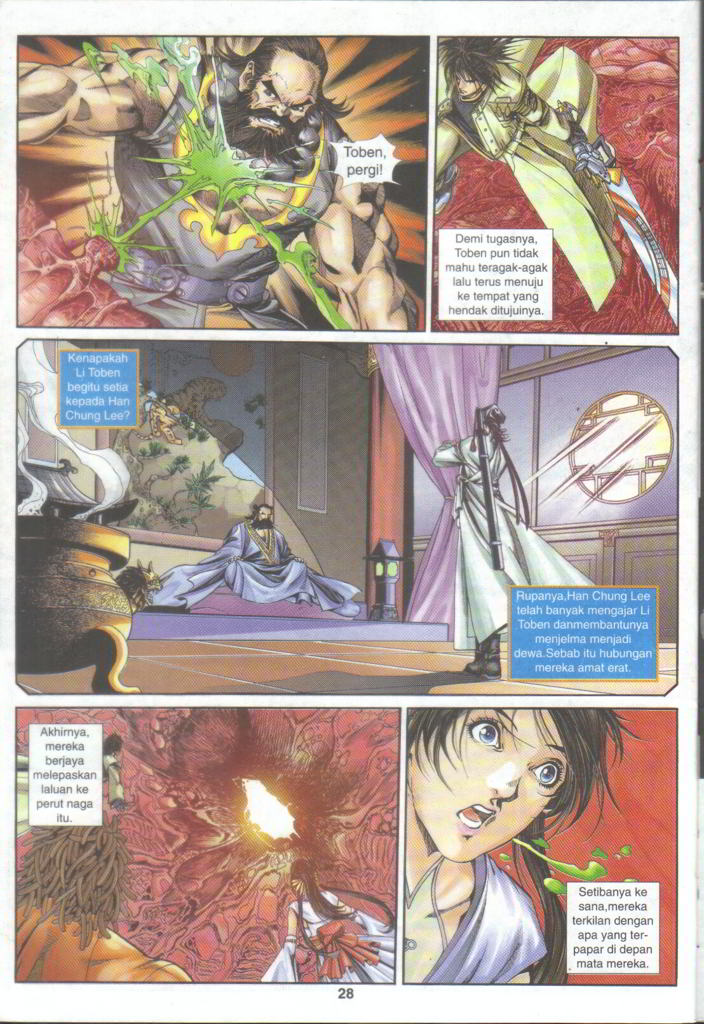 Toben,
pergi!
Demi tugasnya,
Toben pun tidak
mahu teragak-agak
lalu terus menuju
ke tempat yang
hendak ditujuinya.
Kenapakah
Li Toben
begitu setia
kepada Han
Chung Lee?
Rupanya,Han Chung Lee
telah banyak mengajar Li
Toben danmembantunya
menjelma menjadi
dewa.Sebab itu hubungan
mereka amat erat.
Akhirnya,
mereka
berjaya
melepaskan
laluan ke
perut naga
itu.
Setibanya ke
sana,mereka
terkilan dengan
apa yang ter-
papar di depan
mata mereka.
28